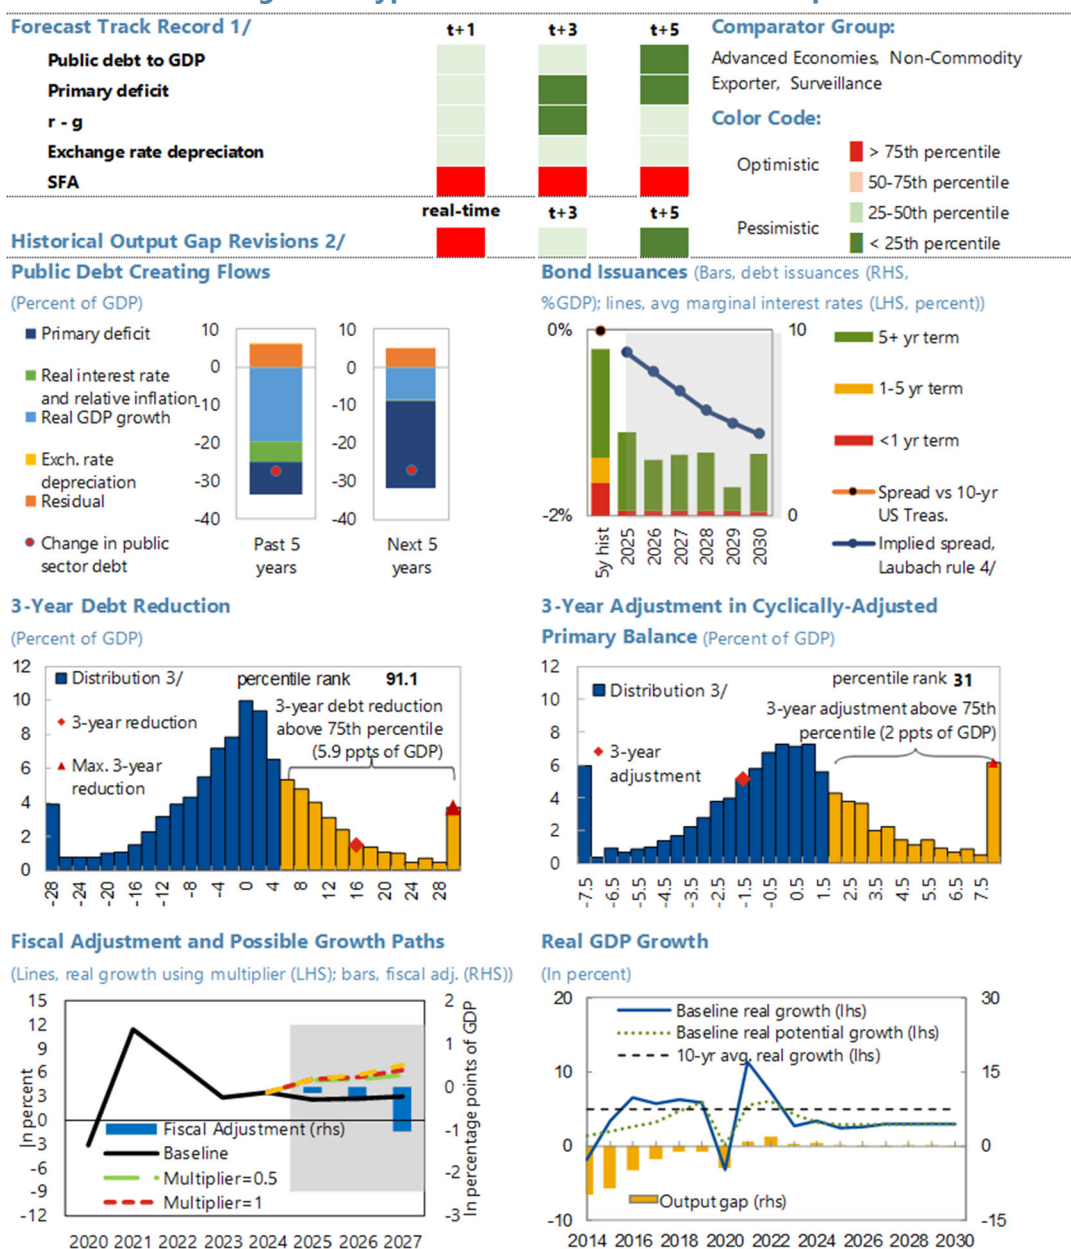 Forecast Track Record 1/ t+1 t+3 t+5 Comparator Group:
Public debt to GDP
Advanced Economies, Non-Commodity
Primary deficit
Exporter, Surveillance
r - g
Color Code:
Exchange rate depreciaton
Optimistic
> 75th percentile
SFA
50-75th percentile
real-time t+3 t+5
Pessimistic
25-50th percentile
Historical Output Gap Revisions 2/
< 25th percentile
Public Debt Creating Flows
(Percent of GDP)
Primary deficit
Real interest rate
and relative inflation
Real GDP growth
Exch. rate
depreciation
Residual
Change in public
sector debt
10
0
-10
-20
-30
-40
Past 5
years
10
0
-10
-20
-30
-40
Next 5
years
Bond Issuances (Bars, debt issuances (RHS,
%GDP); lines, avg marginal interest rates (LHS, percent))
0%
-2%
10
0
5y hist 2025 2026 2027 2028 2029 2030
5+ yr term
1-5 yr term
<1 yr term
Spread vs 10-yr
US Treas.
Implied spread,
Laubach rule 4/
3-Year Debt Reduction
(Percent of GDP)
12
10
8
6
4
2
0
Distribution 3/
3-year reduction
Max. 3-year
reduction
percentile rank 91.1
3-year debt reduction
above 75th percentile
(5.9 ppts of GDP)
-28 -24 -20 -16 -12 -8 -4 0 4 8 12 16 20 24 28
3-Year Adjustment in Cyclically-Adjusted
Primary Balance (Percent of GDP)
12
10
8
6
4
2
0
Distribution 3/
3-year
adjustment
percentile rank 31
3-year adjustment above 75th
percentile (2 ppts of GDP)
-7.5 -6.5 -5.5 -4.5 -3.5 -2.5 -1.5 -0.5 0.5 1.5 2.5 3.5 4.5 5.5 6.5 7.5
Fiscal Adjustment and Possible Growth Paths
(Lines, real growth using multiplier (LHS); bars, fiscal adj. (RHS))
In percent
15
12
9
6
3
0
-3
-6
-9
-12
2
1
0
-1
-2
-3
In percentage points of GDP
Fiscal Adjustment (rhs)
Baseline
Multiplier=0.5
Multiplier=1
2020 2021 2022 2023 2024 2025 2026 2027
Real GDP Growth
(In percent)
20
10
0
-10
30
15
0
-15
Baseline real growth (lhs)
Baseline real potential growth (lhs)
10-yr avg. real growth (lhs)
Output gap (rhs)
2014 2016 2018 2020 2022 2024 2026 2028 2030